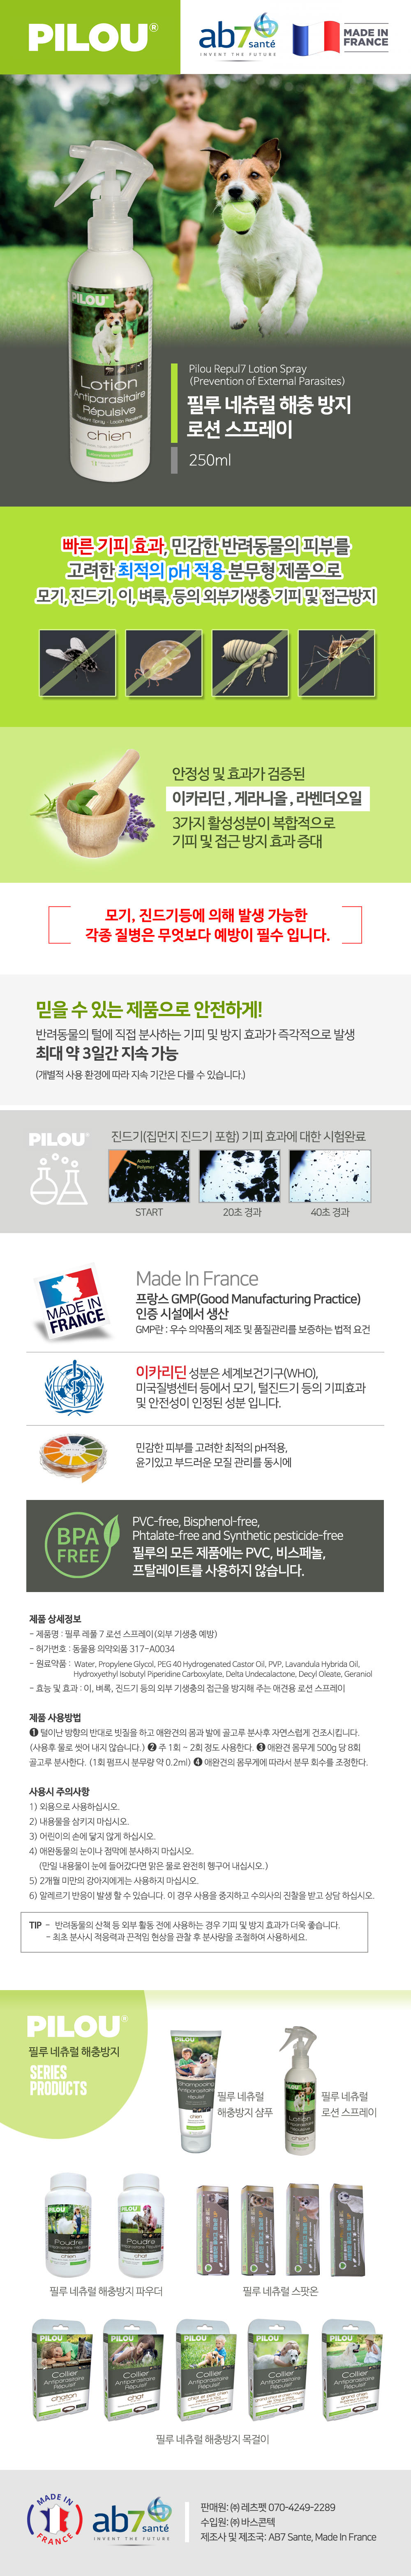 PILOU®
ab7 santé
INVENT THE FUTURE
MADE IN
FRANCE
PILOU
Lotion
Antiparasitaire
Répulsive
chien
Pilou Repul7 Lotion Spray
(Prevention of External Parasites)
필루 네츄럴 해충 방지
로션 스프레이
250ml
빠른 기피 효과, 민감한 반려동물의 피부를
고려한 최적의 pH 적용 분무형 제품으로
모기, 진드기, 이, 벼룩, 등의 외부기생충 기피 및 접근방지
안정성 및 효과가 검증된
이카리딘 , 게라니올 , 라벤더오일
3가지 활성성분이 복합적으로
기피 및 접근 방지 효과 증대
모기, 진드기등에 의해 발생 가능한
각종 질병은 무엇보다 예방이 필수 입니다.
믿을 수 있는 제품으로 안전하게!
반려동물의 털에 직접 분사하는 기피 및 방지 효과가 즉각적으로 발생
최대 약 3일간 지속 가능
(개별적 사용 환경에 따라 지속 기간은 다를 수 있습니다.)
PILOU®
진드기(집먼지 진드기 포함) 기피 효과에 대한 시험완료
Active
Polymer
START
20초 경과
40초 경과
MADE IN
FRANCE
Made In France
프랑스 GMP(Good Manufacturing Practice)
인증 시설에서 생산
GMP란 : 우수 의약품의 제조 및 품질관리를 보증하는 법적 요건
이카리딘 성분은 세계보건기구(WHO),
미국질병센터 등에서 모기, 털진드기 등의 기피효과
및 안전성이 인정된 성분 입니다.
민감한 피부를 고려한 최적의 pH적용,
윤기있고 부드러운 모질 관리를 동시에
BPA
FREE
PVC-free, Bisphenol-free,
Phtalate-free and Synthetic pesticide-free
필루의 모든 제품에는 PVC, 비스페놀,
프탈레이트를 사용하지 않습니다.
제품 상세정보
- 제품명 : 필루 레풀 7 로션 스프레이(외부 기생충 예방)
- 허가번호 : 동물용 의약외품 317-A0034
- 원료약품 : Water, Propylene Glycol, PEG 40 Hydrogenated Castor Oil, PVP, Lavandula Hybrida Oil,
Hydroxyethyl Isobutyl Piperidine Carboxylate, Delta Undecalactone, Decyl Oleate, Geraniol
- 효능 및 효과 : 이, 벼룩, 진드기 등의 외부 기생충의 접근을 방지해 주는 애견용 로션 스프레이
제품 사용방법
❶ 털이난 방향의 반대로 빗질을 하고 애완견의 몸과 발에 골고루 분사후 자연스럽게 건조시킵니다.
(사용후 물로 씻어 내지 않습니다.) ❷ 주 1회 ~ 2회 정도 사용한다. ❸ 애완견 몸무게 500g 당 8회
골고루 분사한다. (1회 펌프시 분무량 약 0.2ml) ❹ 애완견의 몸무게에 따라서 분무 회수를 조정한다.
사용시 주의사항
1) 외용으로 사용하십시오.
2) 내용물을 삼키지 마십시오.
3) 어린이의 손에 닿지 않게 하십시오.
4) 애완동물의 눈이나 점막에 분사하지 마십시오.
(만일 내용물이 눈에 들어갔다면 맑은 물로 완전히 헹구어 내십시오.)
5) 2개월 미만의 강아지에게는 사용하지 마십시오.
6) 알레르기 반응이 발생 할 수 있습니다. 이 경우 사용을 중지하고 수의사의 진찰을 받고 상담 하십시오.
TIP - 반려동물의 산책 등 외부 활동 전에 사용하는 경우 기피 및 방지 효과가 더욱 좋습니다.
- 최초 분사시 적응력과 끈적임 현상을 관찰 후 분사량을 조절하여 사용하세요.
PILOU®
필루 네츄럴 해충방지
SERIES
PRODUCTS
필루 네츄럴
해충방지 샴푸
필루 네츄럴
로션 스프레이
Poudre
chien
Poudre
chat
필루 네츄럴 해충방지 파우더
필루 네츄럴 스팟온
PILOU
Collier
Antiparasitaire
Répulsif
chaton
PILOU
Collier
Antiparasitaire
Répulsif
chat
PILOU
Collier
Antiparasitaire
Répulsif
PILOU
Collier
Antiparasitaire
Répulsif
PILOU
Collier
Antiparasitaire
Répulsif
필루 네츄럴 해충방지 목걸이
MADE IN
FRANCE
ab7 santé
INVENT THE FUTURE
판매원: ㈜ 레츠펫 070-4249-2289
수입원: ㈜ 바스콘텍
제조사 및 제조국: AB7 Sante, Made In France